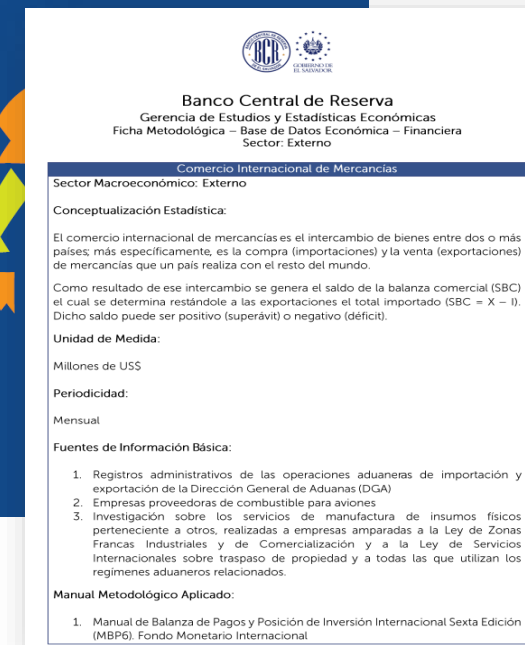 BCR
GOBIERNO DE
EL SALVADOR
Banco Central de Reserva
Gerencia de Estudios y Estadísticas Económicas
Ficha Metodológica – Base de Datos Económica – Financiera
Sector: Externo
Comercio Internacional de Mercancías
Sector Macroeconómico: Externo
Conceptualización Estadística:
El comercio internacional de mercancías es el intercambio de bienes entre dos o más
países; más específicamente, es la compra (importaciones) y la venta (exportaciones)
de mercancías que un país realiza con el resto del mundo.
Como resultado de ese intercambio se genera el saldo de la balanza comercial (SBC)
el cual se determina restándole a las exportaciones el total importado (SBC = X – I).
Dicho saldo puede ser positivo (superávit) o negativo (déficit).
Unidad de Medida:
Millones de US$
Periodicidad:
Mensual
Fuentes de Información Básica:
1. Registros administrativos de las operaciones aduaneras de importación y
exportación de la Dirección General de Aduanas (DGA)
2. Empresas proveedoras de combustible para aviones
3. Investigación sobre los servicios de manufactura de insumos físicos
perteneciente a otros, realizadas a empresas amparadas a la Ley de Zonas
Francas Industriales y de Comercialización y a la Ley de Servicios
Internacionales sobre traspaso de propiedad y a todas las que utilizan los
regímenes aduaneros relacionados.
Manual Metodológico Aplicado:
1. Manual de Balanza de Pagos y Posición de Inversión Internacional Sexta Edición
(MBP6). Fondo Monetario Internacional